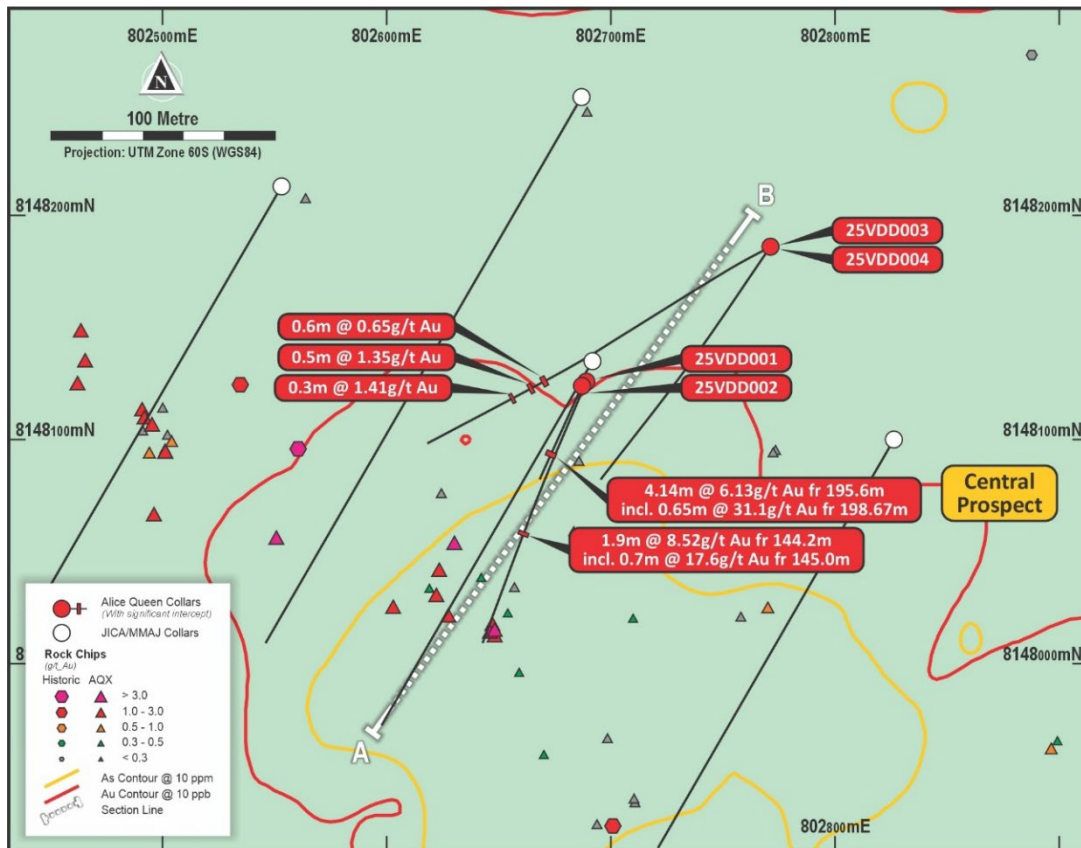 802500mE
802600mE
802700mE
802800mE
N
100 Metre
Projection: UTM Zone 60S (WGS84)
8148200mN
8148200mN
B
25VDD003
25VDD004
0.6m @ 0.65g/t Au
0.5m @ 1.35g/t Au
0.3m @ 1.41g/t Au
25VDD001
25VDD002
8148100mN
8148100mN
4.14m @ 6.13g/t Au fr 195.6m
incl. 0.65m @ 31.1g/t Au fr 198.67m
Central
Prospect
1.9m @ 8.52g/t Au fr 144.2m
incl. 0.7m @ 17.6g/t Au fr 145.0m
Alice Queen Collars
(With significant intercept)
JICA/MMAJ Collars
Rock Chips
(g/t_Au)
Historic AQX
> 3.0
1.0 - 3.0
0.5 - 1.0
0.3 - 0.5
< 0.3
As Contour @ 10 ppm
Au Contour @ 10 ppb
Section Line
8148000mN
A
802800mE